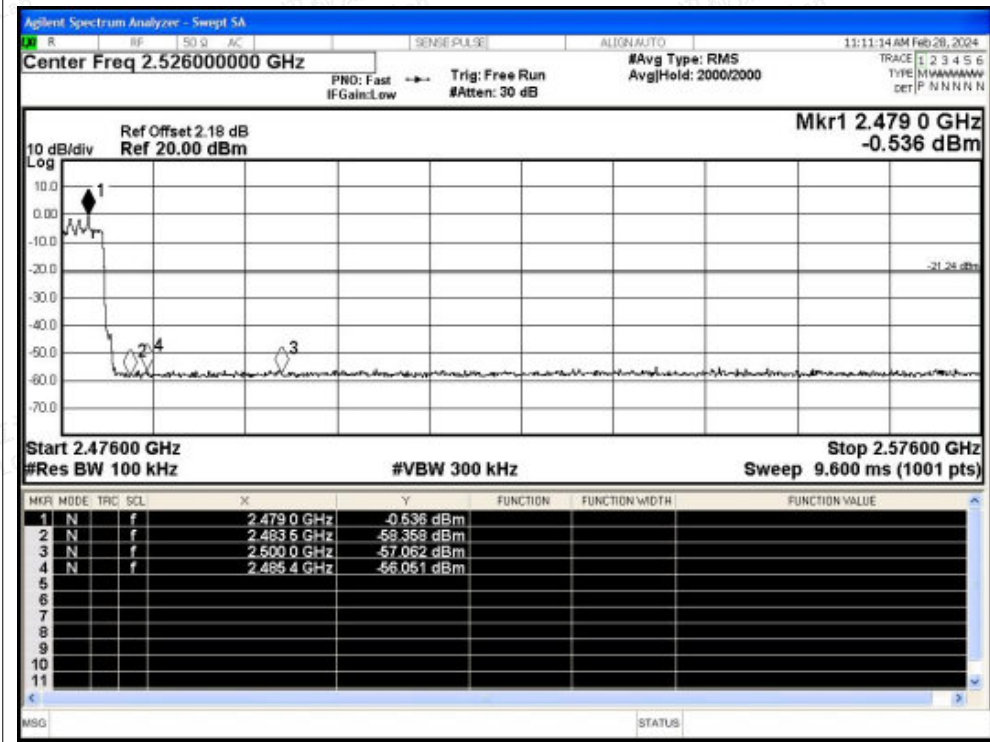 Agilent Spectrum Analyzer - Swept SA
LXI R RF 50 Ω AC SENSE:PULSE ALIGN AUTO 11:11:14 AM Feb 28, 2024
Center Freq 2.526000000 GHz #Avg Type: RMS TRACE 1 2 3 4 5 6
PNO: Fast Trig: Free Run Avg|Hold: 2000/2000 TYPE MWWWWW
IFGain:Low #Atten: 30 dB DET P N N N N N
Mkr1 2.479 0 GHz
Ref Offset 2.18 dB
10 dB/div Ref 20.00 dBm -0.536 dBm
Log
10.0
1
0.00
-10.0
-20.0
-21.24 dBm
-30.0
-40.0
2 4 3
-50.0
-60.0
-70.0
Start 2.47600 GHz Stop 2.57600 GHz
#Res BW 100 kHz #VBW 300 kHz Sweep 9.600 ms (1001 pts)
MKR MODE TRC SCL X Y FUNCTION FUNCTION WIDTH FUNCTION VALUE
1 N f 2.479 0 GHz -0.536 dBm
2 N f 2.483 5 GHz -58.358 dBm
3 N f 2.500 0 GHz -57.062 dBm
4 N f 2.485 4 GHz -56.051 dBm
5
6
7
8
9
10
11
MSG STATUS